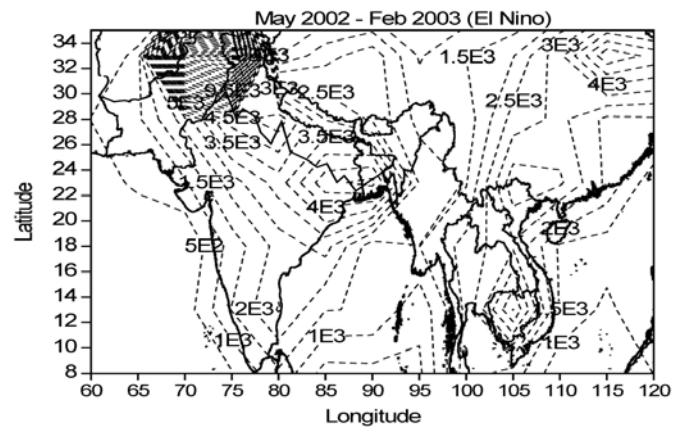 May 2002 - Feb 2003 (El Nino)
Latitude
34
32
30
28
26
24
22
20
18
16
14
12
10
8
1.5E3
3E3
4E3
3E3
2.5E3
2.5E3
4.5E3
3.5E3
3.5E3
5E3
4E3
5E2
2E3
2E3
5E3
1E3
1E3
1E3
60 65 70 75 80 85 90 95 100 105 110 115 120
Longitude